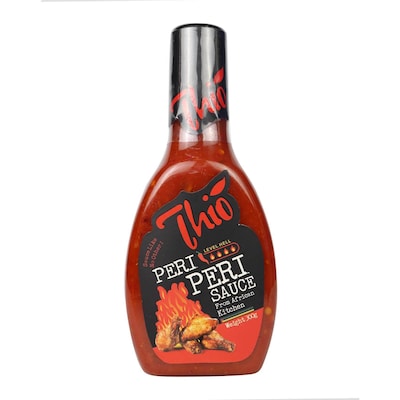 Thio
Thio
LEVEL HELL
PERI
PERI
SAUCE
From African
Kitchen
Weight 300g